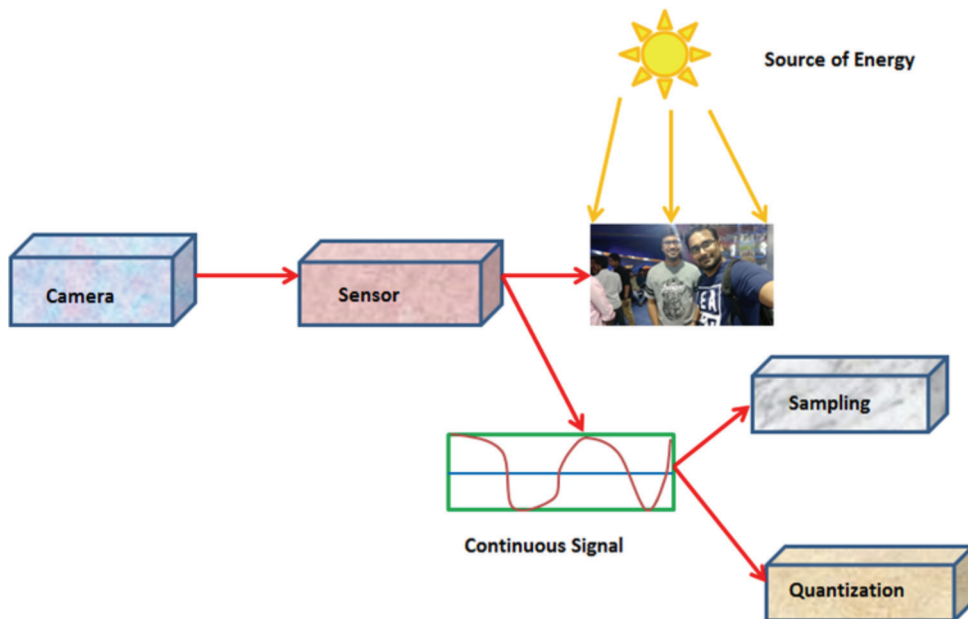 Source of Energy
Camera
Sensor
Sampling
Continuous Signal
Quantization